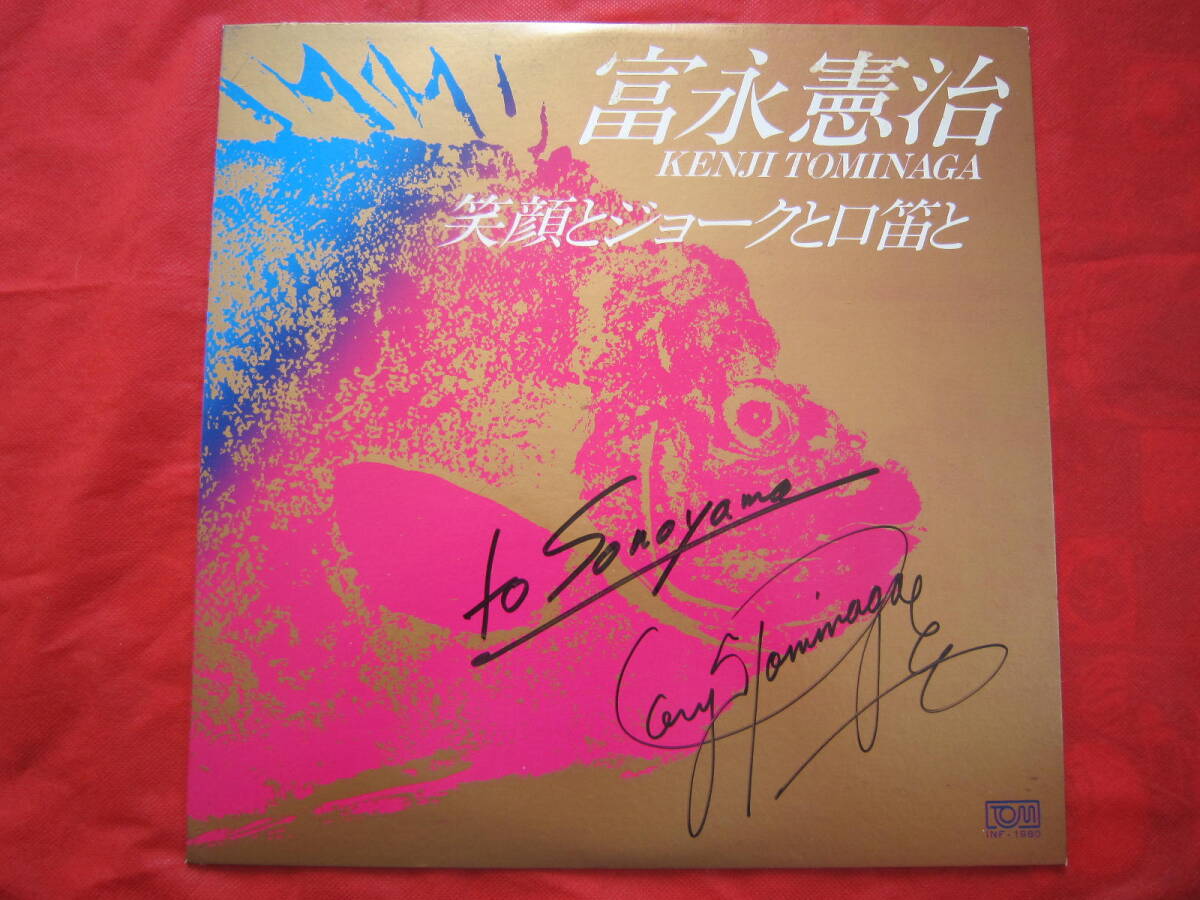 富永憲治
KENJI TOMINAGA
笑顔とジョークと口笛と
to Sonoyama
Tominaga
TOM
INF-1980